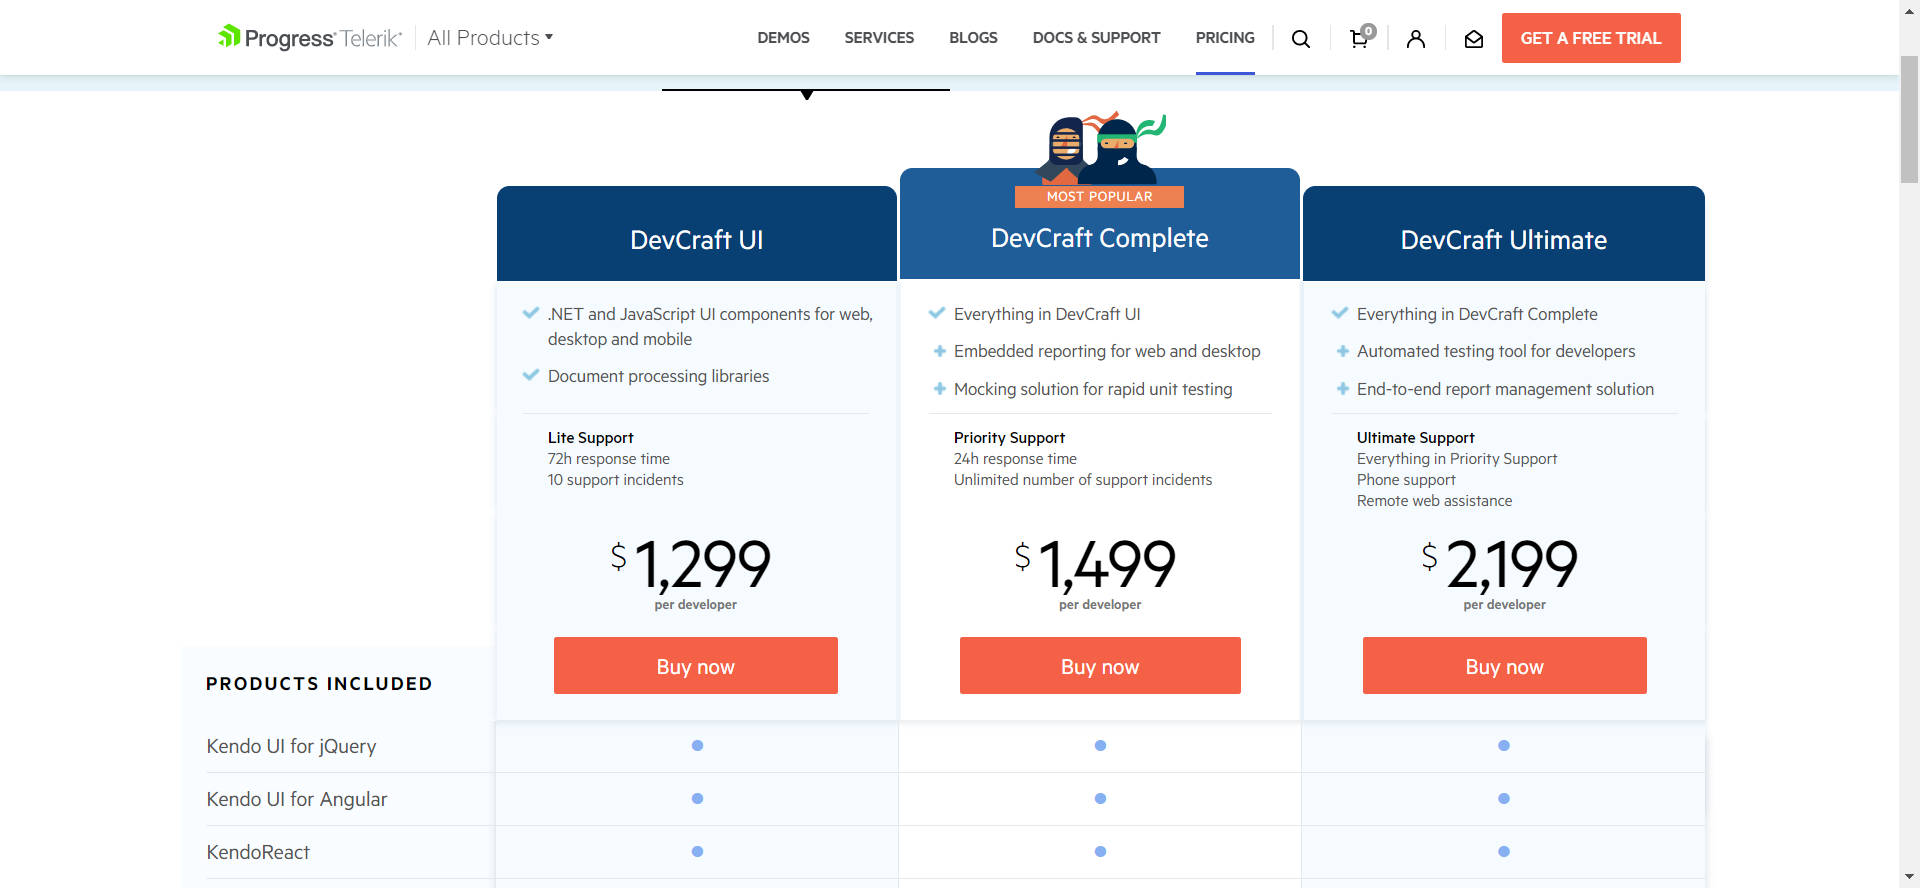 Progress Telerik
All Products
DEMOS
SERVICES
BLOGS
DOCS & SUPPORT
PRICING
0
GET A FREE TRIAL
MOST POPULAR
DevCraft UI
DevCraft Complete
DevCraft Ultimate
.NET and JavaScript UI components for web,
desktop and mobile
Document processing libraries
Lite Support
72h response time
10 support incidents
$ 1,299
per developer
Buy now
Everything in DevCraft UI
Embedded reporting for web and desktop
Mocking solution for rapid unit testing
Priority Support
24h response time
Unlimited number of support incidents
$ 1,499
per developer
Buy now
Everything in DevCraft Complete
Automated testing tool for developers
End-to-end report management solution
Ultimate Support
Everything in Priority Support
Phone support
Remote web assistance
$ 2,199
per developer
Buy now
PRODUCTS INCLUDED
Kendo UI for jQuery
Kendo UI for Angular
KendoReact